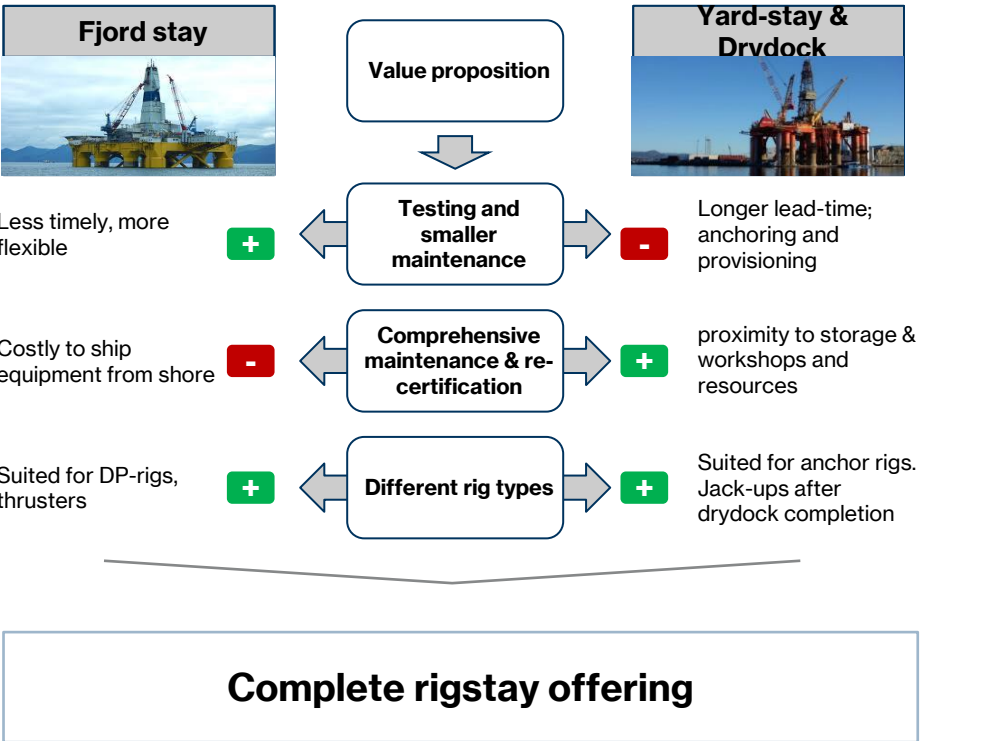 Fjord stay
Value proposition
Yard-stay &
Drydock
Less timely, more
flexible
+
Testing and
smaller
maintenance
-
Longer lead-time;
anchoring and
provisioning
Costly to ship
equipment from shore
-
Comprehensive
maintenance & re-
certification
+
proximity to storage &
workshops and
resources
Suited for DP-rigs,
thrusters
+
Different rig types
+
Suited for anchor rigs.
Jack-ups after
drydock completion
Complete rigstay offering